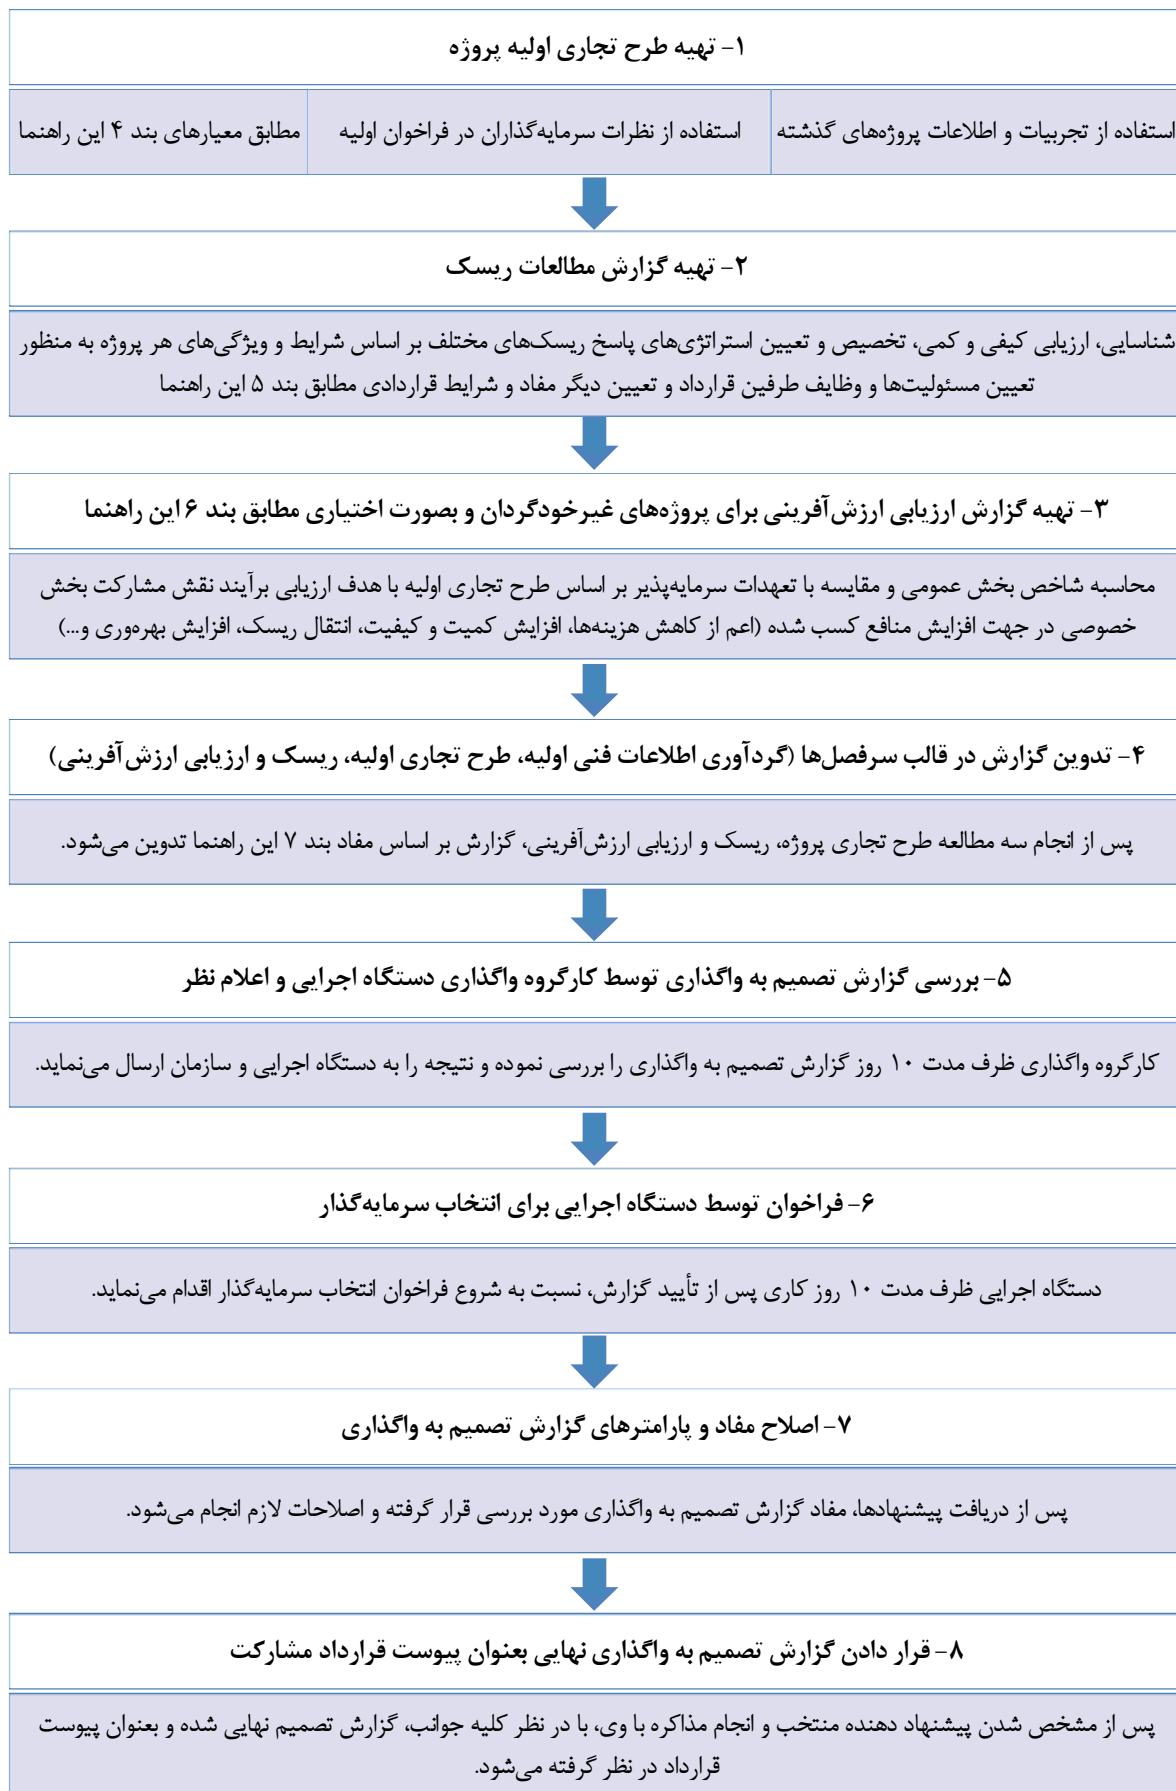 ۱- تهیه طرح تجاری اولیه پروژه
استفاده از تجربیات و اطلاعات پروژه‌های گذشته
استفاده از نظرات سرمایه‌گذاران در فراخوان اولیه
مطابق معیارهای بند ۴ این راهنما
۲- تهیه گزارش مطالعات ریسک
شناسایی، ارزیابی کیفی و کمی، تخصیص و تعیین استراتژی‌های پاسخ ریسک‌های مختلف بر اساس شرایط و ویژگی‌های هر پروژه به منظور
تعیین مسئولیت‌ها و وظایف طرفین قرارداد و تعیین دیگر مفاد و شرایط قراردادی مطابق بند ۵ این راهنما
۳- تهیه گزارش ارزیابی ارزش‌آفرینی برای پروژه‌های غیرخودگردان و بصورت اختیاری مطابق بند ۶ این راهنما
محاسبه شاخص بخش عمومی و مقایسه با تعهدات سرمایه‌پذیر بر اساس طرح تجاری اولیه با هدف ارزیابی برآیند نقش مشارکت بخش
خصوصی در جهت افزایش منافع کسب شده (اعم از کاهش هزینه‌ها، افزایش کمیت و کیفیت، انتقال ریسک، افزایش بهره‌وری و...)
۴- تدوین گزارش در قالب سرفصل‌ها (گردآوری اطلاعات فنی اولیه، طرح تجاری اولیه، ریسک و ارزیابی ارزش‌آفرینی)
پس از انجام سه مطالعه طرح تجاری پروژه، ریسک و ارزیابی ارزش‌آفرینی، گزارش بر اساس مفاد بند ۷ این راهنما تدوین می‌شود.
۵- بررسی گزارش تصمیم به واگذاری توسط کارگروه واگذاری دستگاه اجرایی و اعلام نظر
کارگروه واگذاری ظرف مدت ۱۰ روز گزارش تصمیم به واگذاری را بررسی نموده و نتیجه را به دستگاه اجرایی و سازمان ارسال می‌نماید.
۶- فراخوان توسط دستگاه اجرایی برای انتخاب سرمایه‌گذار
دستگاه اجرایی ظرف مدت ۱۰ روز کاری پس از تأیید گزارش، نسبت به شروع فراخوان انتخاب سرمایه‌گذار اقدام می‌نماید.
۷- اصلاح مفاد و پارامترهای گزارش تصمیم به واگذاری
پس از دریافت پیشنهادها، مفاد گزارش تصمیم به واگذاری مورد بررسی قرار گرفته و اصلاحات لازم انجام می‌شود.
۸- قرار دادن گزارش تصمیم به واگذاری نهایی بعنوان پیوست قرارداد مشارکت
پس از مشخص شدن پیشنهاد دهنده منتخب و انجام مذاکره با وی، با در نظر کلیه جوانب، گزارش تصمیم نهایی شده و بعنوان پیوست
قرارداد در نظر گرفته می‌شود.